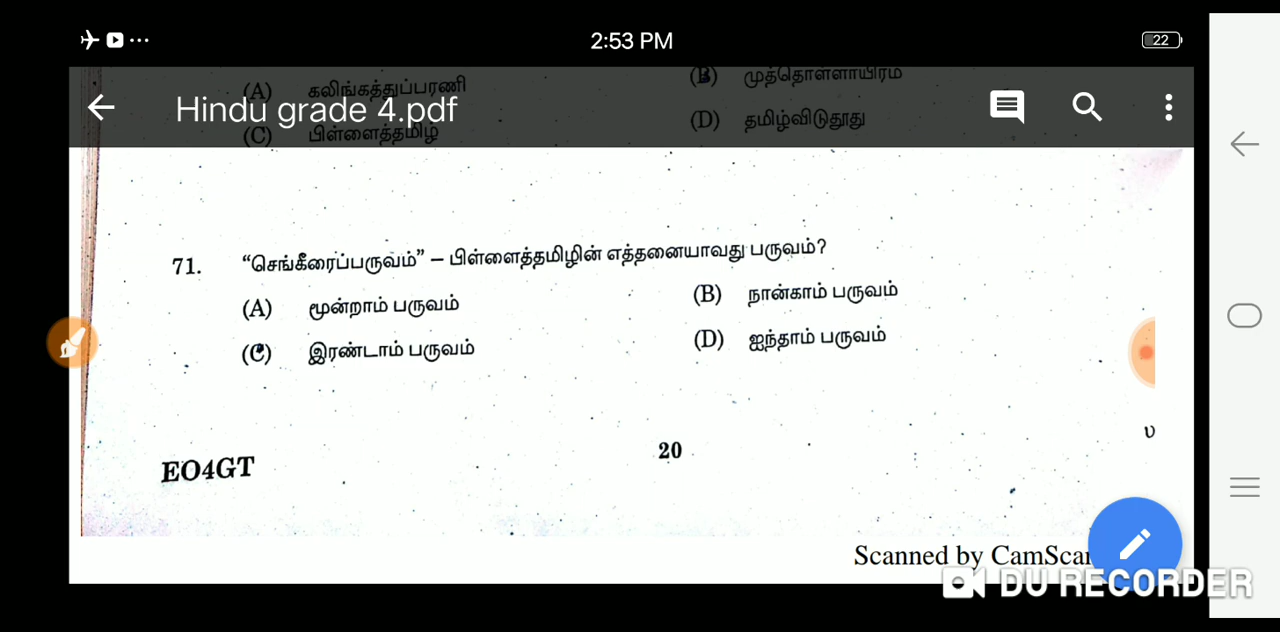 2:53 PM
22
(A) கலிங்கத்துப்பரணி (B) முத்தொள்ளாயிரம்
Hindu grade 4.pdf
(C) பிள்ளைத்தமிழ் (D) தமிழ்விடுதூது
71. “செங்கீரைப்பருவம்” – பிள்ளைத்தமிழின் எத்தனையாவது பருவம்?
(A) மூன்றாம் பருவம் (B) நான்காம் பருவம்
(C) இரண்டாம் பருவம் (D) ஐந்தாம் பருவம்
EO4GT 20
Scanned by
DU RECORDER